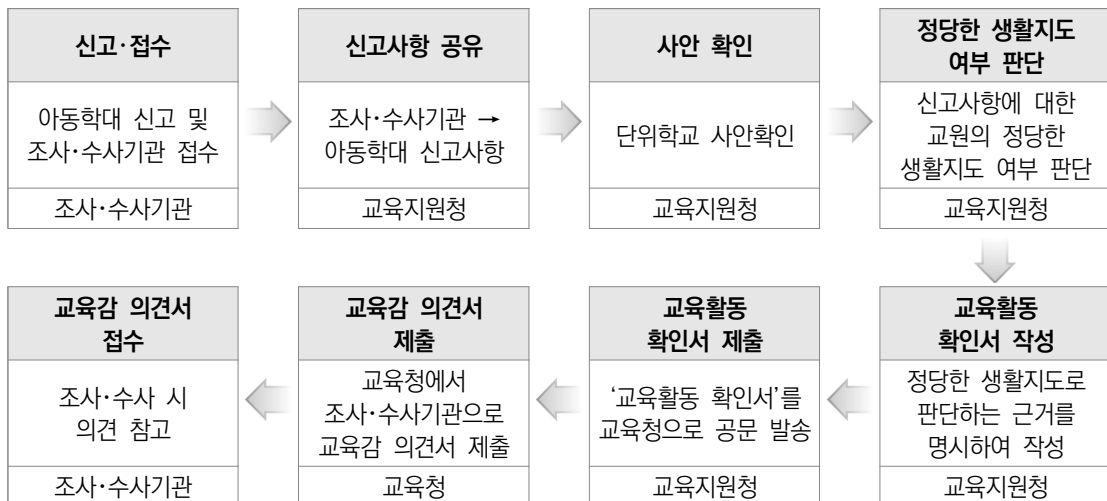 신고·접수
아동학대 신고 및
조사·수사기관 접수
조사·수사기관
신고사항 공유
조사·수사기관 →
아동학대 신고사항
교육지원청
사안 확인
단위학교 사안확인
교육지원청
정당한 생활지도
여부 판단
신고사항에 대한
교원의 정당한
생활지도 여부 판단
교육지원청
교육활동
확인서 작성
정당한 생활지도로
판단하는 근거를
명시하여 작성
교육지원청
교육활동
확인서 제출
‘교육활동 확인서’를
교육청으로 공문 발송
교육지원청
교육감 의견서
제출
교육청에서
조사·수사기관으로
교육감 의견서 제출
교육청
교육감 의견서
접수
조사·수사 시
의견 참고
조사·수사기관